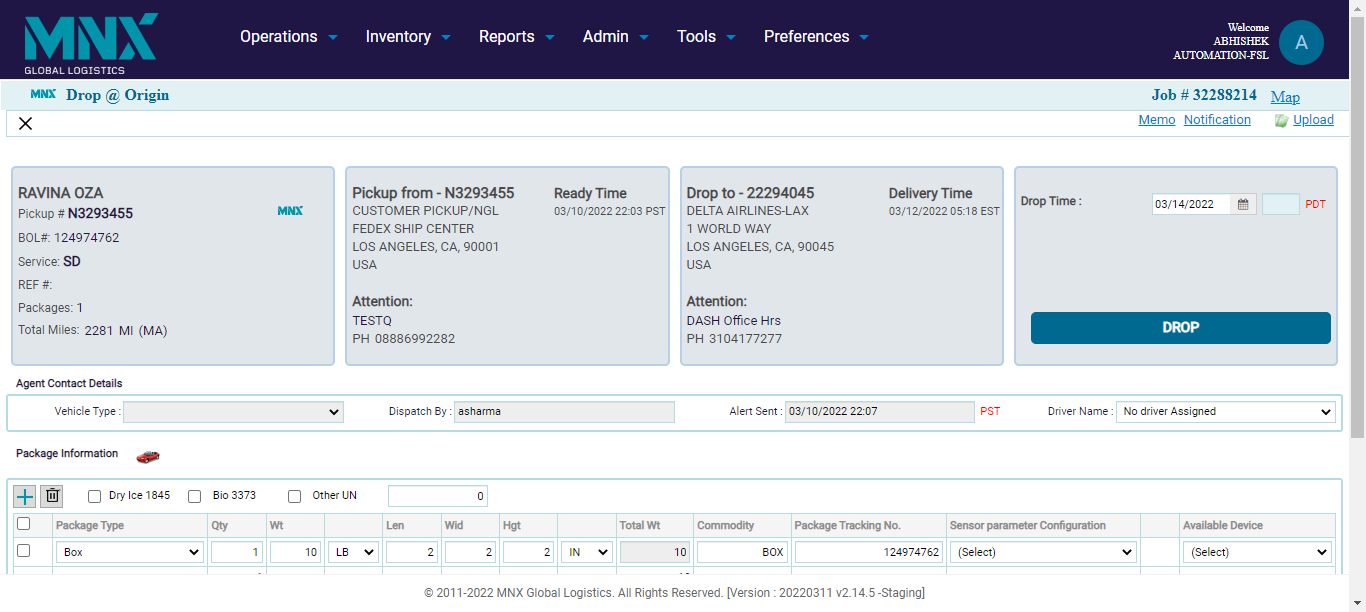 MNX
GLOBAL LOGISTICS
Operations Inventory Reports Admin Tools Preferences
Welcome
ABHISHEK
AUTOMATION-FSL
A
MNX Drop @ Origin Job # 32288214 Map
Memo Notification Upload
RAVINA OZA
Pickup # N3293455
MNX
BOL#: 124974762
Service: SD
REF #:
Packages: 1
Total Miles: 2281 MI (MA)
Pickup from - N3293455
CUSTOMER PICKUP/NGL
FEDEX SHIP CENTER
LOS ANGELES, CA, 90001
USA
Attention:
TESTQ
PH 08886992282
Ready Time
03/10/2022 22:03 PST
Drop to - 22294045
DELTA AIRLINES-LAX
1 WORLD WAY
LOS ANGELES, CA, 90045
USA
Attention:
DASH Office Hrs
PH 3104177277
Delivery Time
03/12/2022 05:18 EST
Drop Time : 03/14/2022 PDT
DROP
Agent Contact Details
Vehicle Type : Dispatch By : asharma Alert Sent : 03/10/2022 22:07 PST Driver Name : No driver Assigned
Package Information
Dry Ice 1845 Bio 3373 Other UN 0
Package Type Qty Wt Len Wid Hgt Total Wt Commodity Package Tracking No. Sensor parameter Configuration Available Device
Box 1 10 LB 2 2 2 IN 10 BOX 124974762 (Select) (Select)
© 2011-2022 MNX Global Logistics. All Rights Reserved. [Version : 20220311 v2.14.5 -Staging]